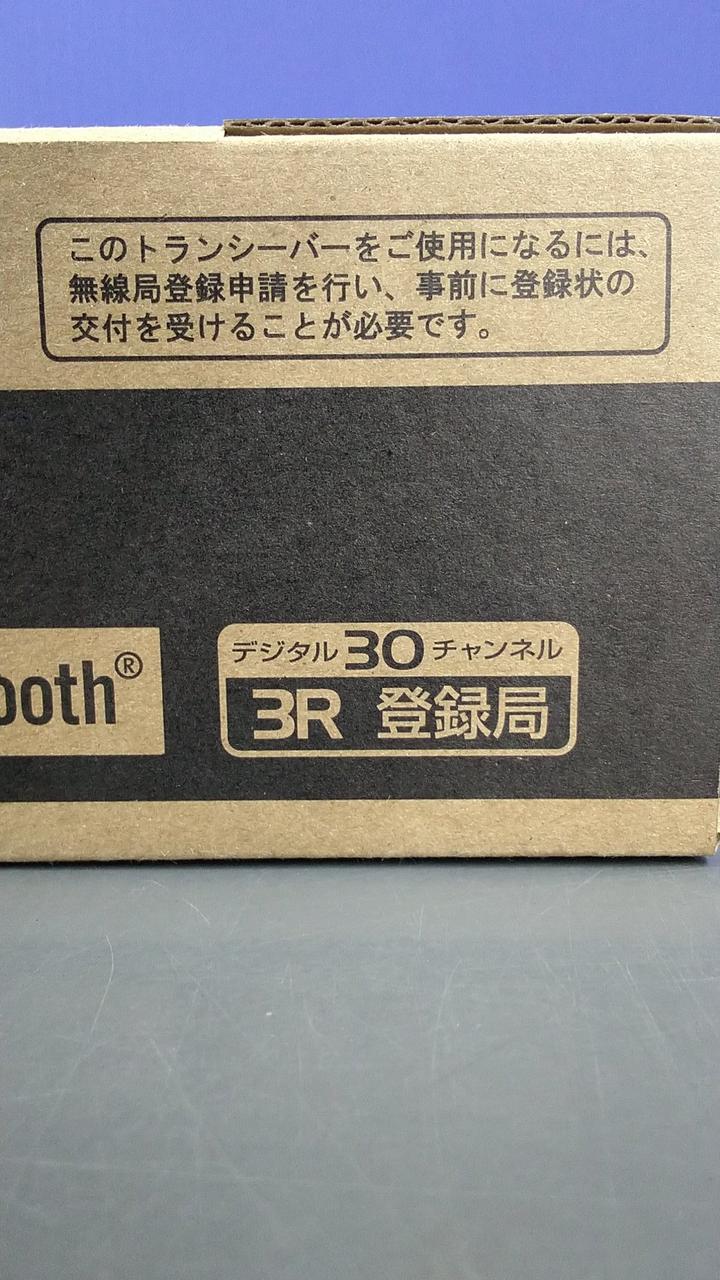 このトランシーバーをご使用になるには、
無線局登録申請を行い、事前に登録状の
交付を受けることが必要です。
ooth®
デジタル30チャンネル
3R 登録局